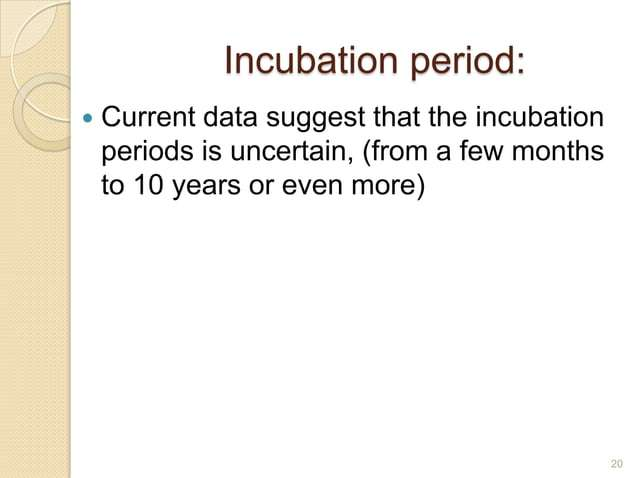 Incubation period:
Current data suggest that the incubation
periods is uncertain, (from a few months
to 10 years or even more)
20